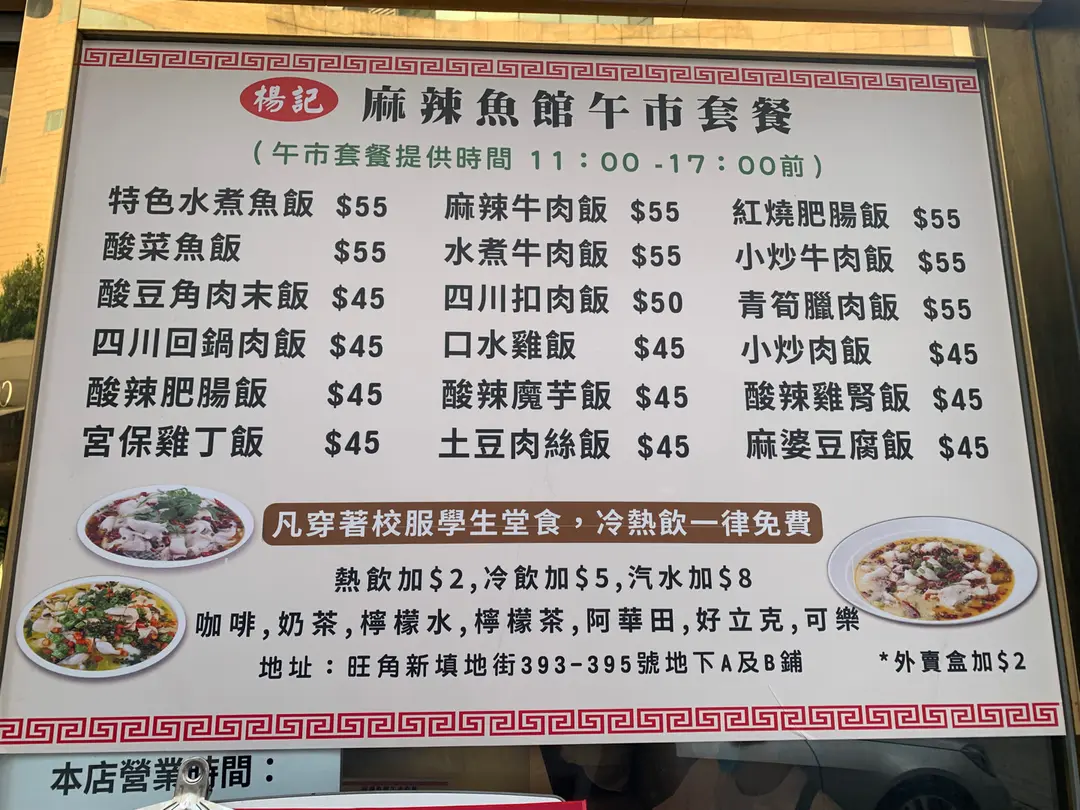 楊記 麻辣魚館午市套餐
(午市套餐提供時間 11：00 -17：00前)
特色水煮魚飯 $55 麻辣牛肉飯 $55 紅燒肥腸飯 $55
酸菜魚飯 $55 水煮牛肉飯 $55 小炒牛肉飯 $55
酸豆角肉末飯 $45 四川扣肉飯 $50 青筍臘肉飯 $55
四川回鍋肉飯 $45 口水雞飯 $45 小炒肉飯 $45
酸辣肥腸飯 $45 酸辣魔芋飯 $45 酸辣雞腎飯 $45
宮保雞丁飯 $45 土豆肉絲飯 $45 麻婆豆腐飯 $45
凡穿著校服學生堂食，冷熱飲一律免費
熱飲加$2,冷飲加$5,汽水加$8
咖啡,奶茶,檸檬水,檸檬茶,阿華田,好立克,可樂
地址：旺角新填地街393-395號地下A及B鋪 *外賣盒加$2
本店營業時間：